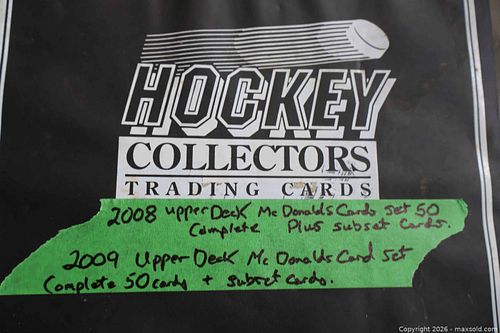 HOCKEY
COLLECTORS
TRADING CARDS
2008 Upper Deck McDonalds Cards set 50
Complete Plus subset Cards.
2009 Upper Deck McDonalds Card Set
Complete 50 cards + subset Cards.
Copyright 2026 - maxsold.com